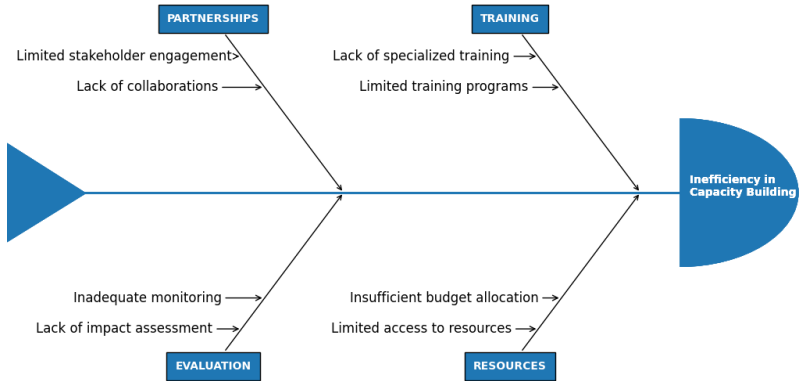 PARTNERSHIPS
TRAINING
Limited stakeholder engagement
Lack of specialized training
Lack of collaborations
Limited training programs
Inefficiency in
Capacity Building
Inadequate monitoring
Insufficient budget allocation
Lack of impact assessment
Limited access to resources
EVALUATION
RESOURCES